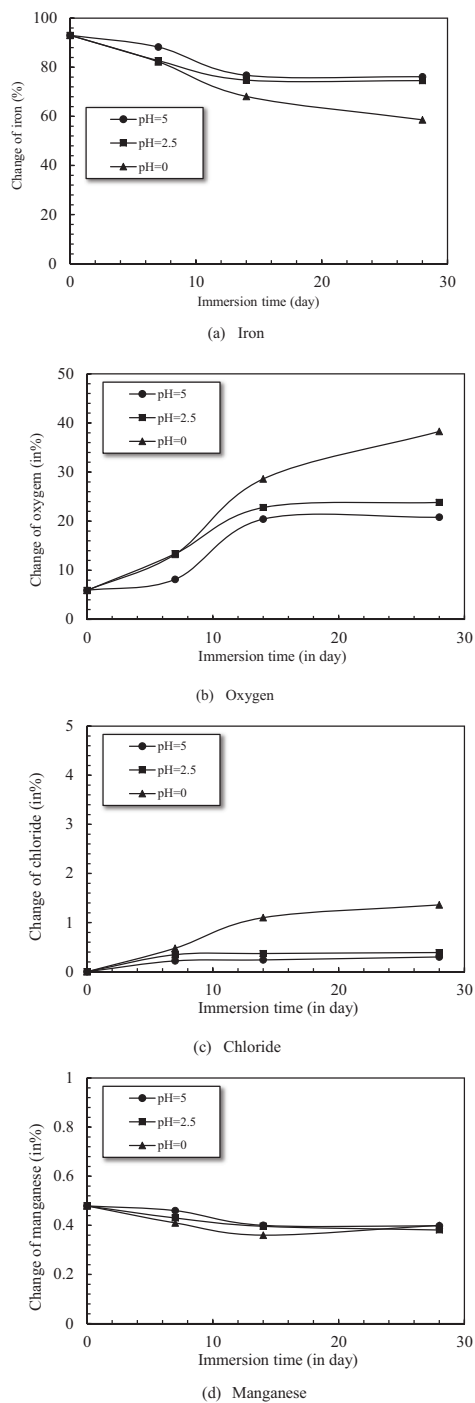 100
80
60
40
20
0
Change of iron (%)
pH=5
pH=2.5
pH=0
0 10 20 30
Immersion time (day)
(a) Iron
50
40
30
20
10
0
Change of oxygem (in%)
pH=5
pH=2.5
pH=0
0 10 20 30
Immersion time (in day)
(b) Oxygen
5
4
3
2
1
0
Change of chloride (in%)
pH=5
pH=2.5
pH=0
0 10 20 30
Immersion time (in day)
(c) Chloride
1
0.8
0.6
0.4
0.2
0
Change of manganese (in%)
pH=5
pH=2.5
pH=0
0 10 20 30
Immersion time (in day)
(d) Manganese